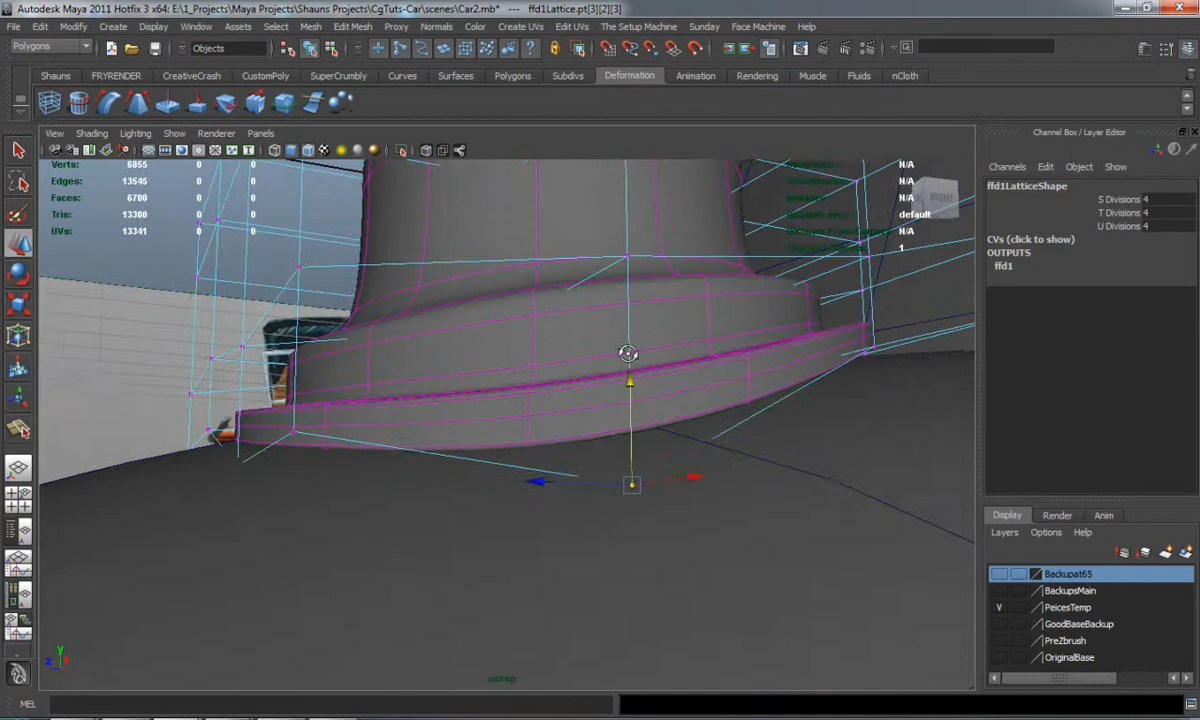 Autodesk Maya 2011 Hotfix 3 x64: E:\1_Projects\Maya Projects\Shauns Projects\CgTuts-Car\scenes\Car2.mb* --- ffd1Lattice.pt[3][2][3]
File Edit Modify Create Display Window Assets Select Mesh Edit Mesh Proxy Normals Color Create UVs Edit UVs The Setup Machine Sunday Face Machine Help
Polygons Objects
Shauns FRYRENDER CreativeCrash CustomPoly SuperCrumbly Curves Surfaces Polygons Subdivs Deformation Animation Rendering Muscle Fluids nCloth
View Shading Lighting Show Renderer Panels
Channel Box / Layer Editor
Channels Edit Object Show
Verts: 6855 0 0 N/A
Edges: 13545 0 0 N/A
Faces: 6700 0 0 N/A
Tris: 13300 0 0 default
UVs: 13341 0 0 N/A
1
RIGHT
ffd1LatticeShape
S Divisions 4
T Divisions 4
U Divisions 4
CVs (click to show)
OUTPUTS
ffd1
Display Render Anim
Layers Options Help
Backupat65
BackupsMain
V PeicesTemp
GoodBaseBackup
PreZbrush
OriginalBase
y
z
persp
MEL